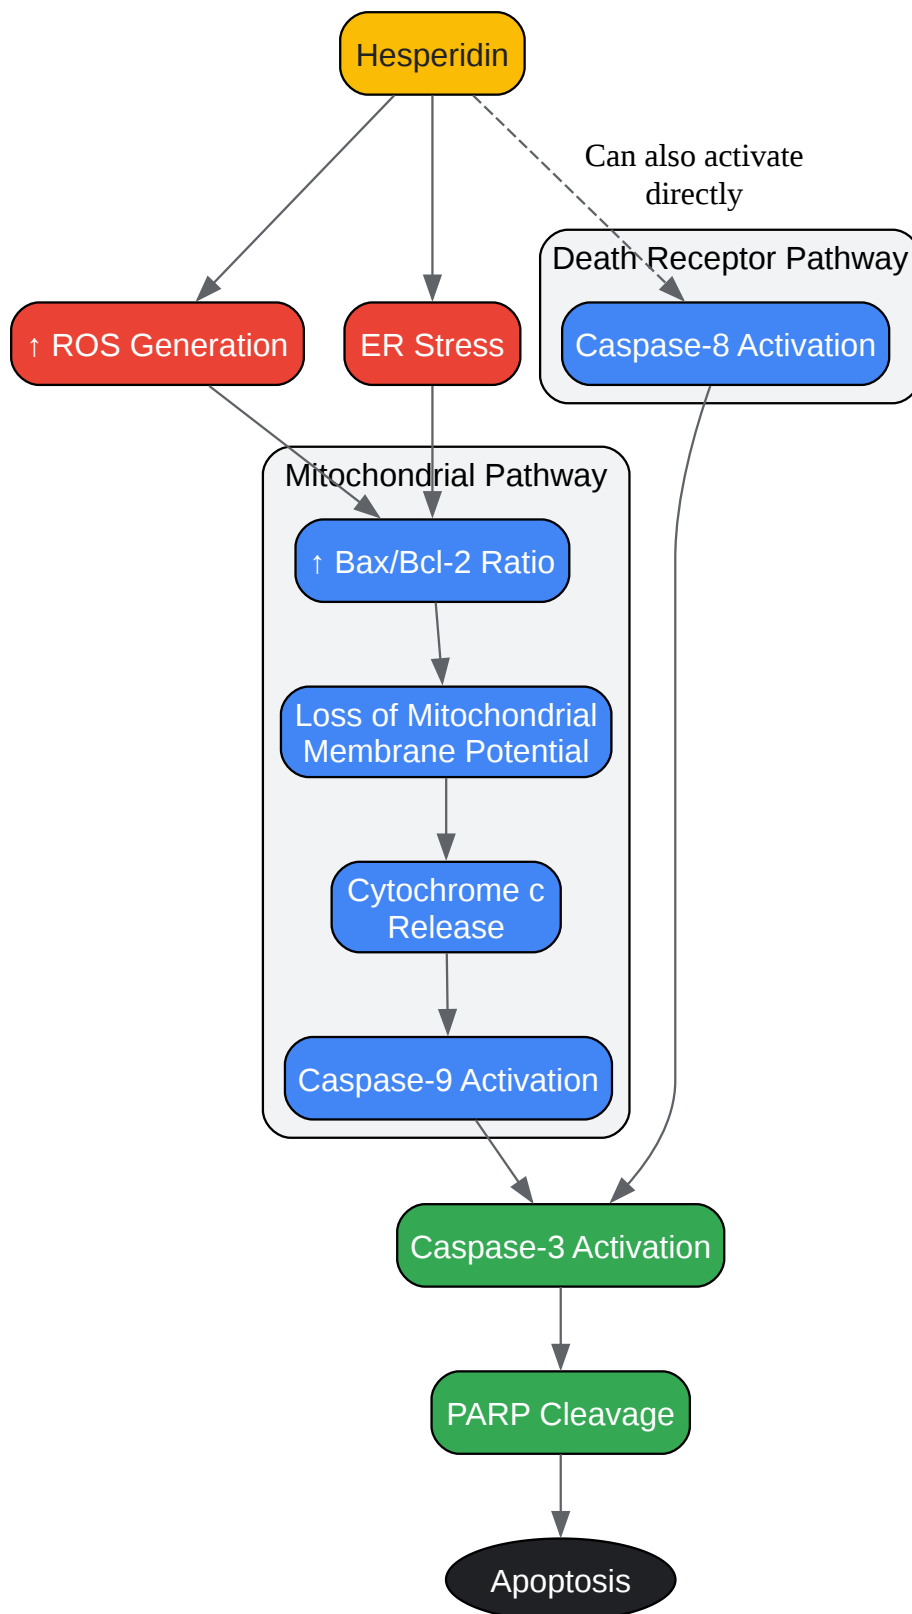 Hesperidin
Can also activate
directly
Death Receptor Pathway
↑ ROS Generation
ER Stress
Caspase-8 Activation
Mitochondrial Pathway
↑ Bax/Bcl-2 Ratio
Loss of Mitochondrial
Membrane Potential
Cytochrome c
Release
Caspase-9 Activation
Caspase-3 Activation
PARP Cleavage
Apoptosis